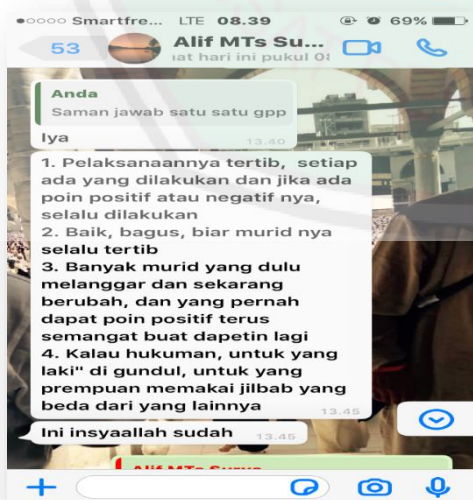 Smartfre... LTE 08.39 69%
53 Alif MTs Su...
iat hari ini pukul 0
Anda
Saman jawab satu satu gpp
Iya 13.40
1. Pelaksanaannya tertib, setiap
ada yang dilakukan dan jika ada
poin positif atau negatif nya,
selalu dilakukan
2. Baik, bagus, biar murid nya
selalu tertib
3. Banyak murid yang dulu
melanggar dan sekarang
berubah, dan yang pernah
dapat poin positif terus
semangat buat dapetin lagi
4. Kalau hukuman, untuk yang
laki" di gundul, untuk yang
prempuan memakai jilbab yang
beda dari yang lainnya
13.45
Ini insyaallah sudah 13.45
Alif MTs Surya